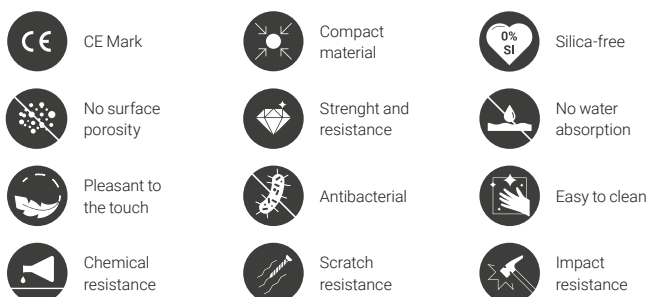 CE
CE Mark
Compact
material
0%
SI
Silica-free
No surface
porosity
Strenght and
resistance
No water
absorption
Pleasant to
the touch
Antibacterial
Easy to clean
Chemical
resistance
Scratch
resistance
Impact
resistance